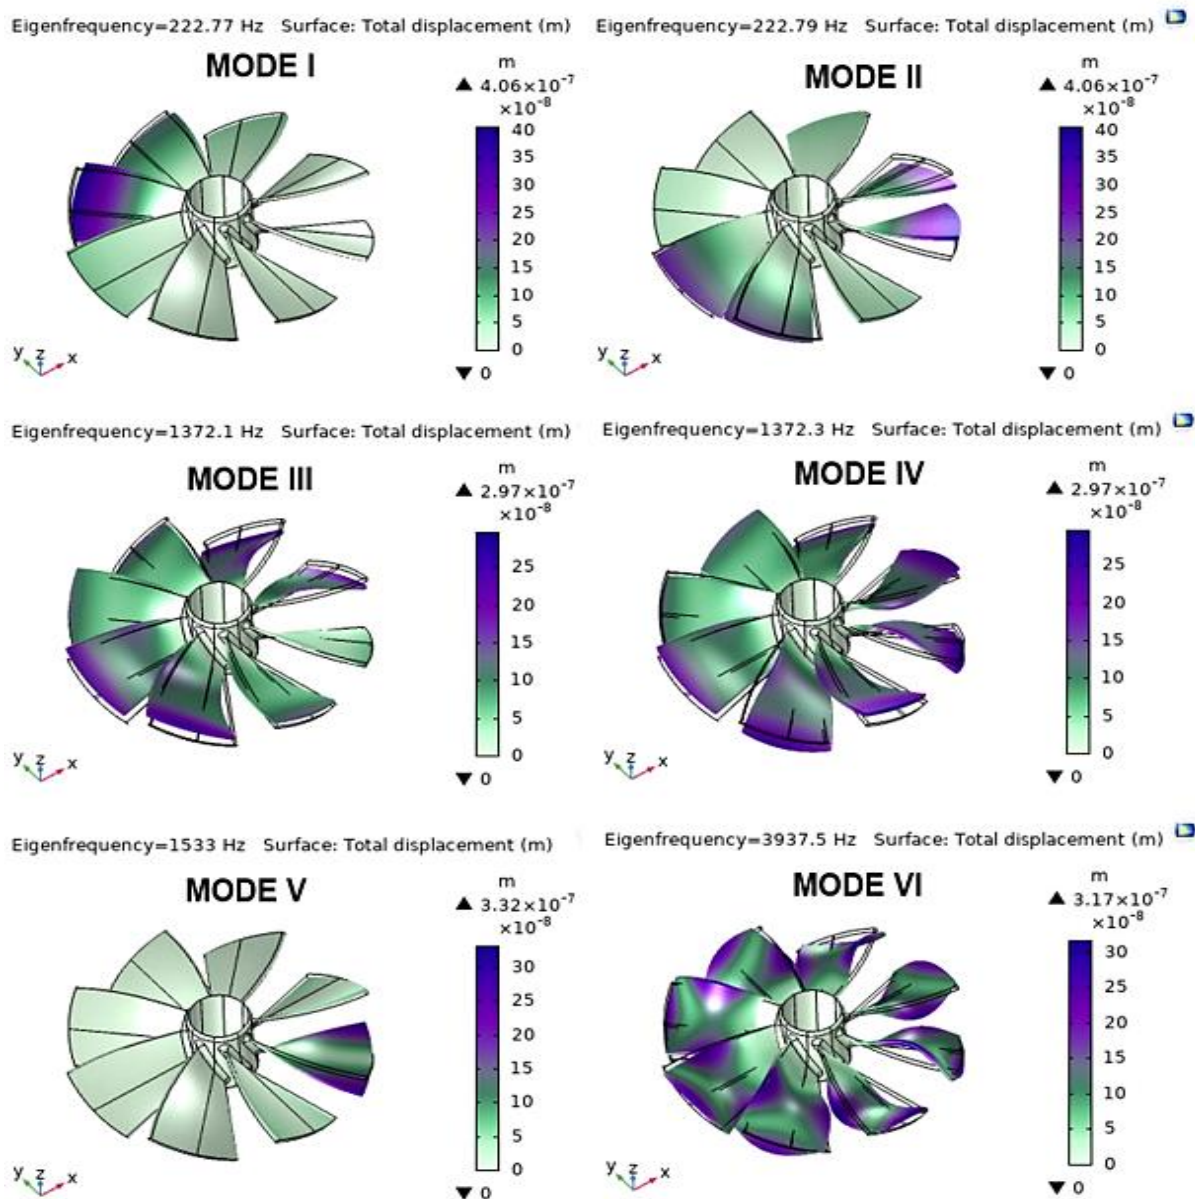 Eigenfrequency=222.77 Hz Surface: Total displacement (m)
MODE I
m
▲ 4.06×10⁻⁷
×10⁻⁸
40
35
30
25
20
15
10
5
0
▼ 0
y z x
Eigenfrequency=222.79 Hz Surface: Total displacement (m)
MODE II
m
▲ 4.06×10⁻⁷
×10⁻⁸
40
35
30
25
20
15
10
5
0
▼ 0
y z x
Eigenfrequency=1372.1 Hz Surface: Total displacement (m)
MODE III
m
▲ 2.97×10⁻⁷
×10⁻⁸
25
20
15
10
5
0
▼ 0
y z x
Eigenfrequency=1372.3 Hz Surface: Total displacement (m)
MODE IV
m
▲ 2.97×10⁻⁷
×10⁻⁸
25
20
15
10
5
0
▼ 0
y z x
Eigenfrequency=1533 Hz Surface: Total displacement (m)
MODE V
m
▲ 3.32×10⁻⁷
×10⁻⁸
30
25
20
15
10
5
0
▼ 0
y z x
Eigenfrequency=3937.5 Hz Surface: Total displacement (m)
MODE VI
m
▲ 3.17×10⁻⁷
×10⁻⁸
30
25
20
15
10
5
0
▼ 0
y z x